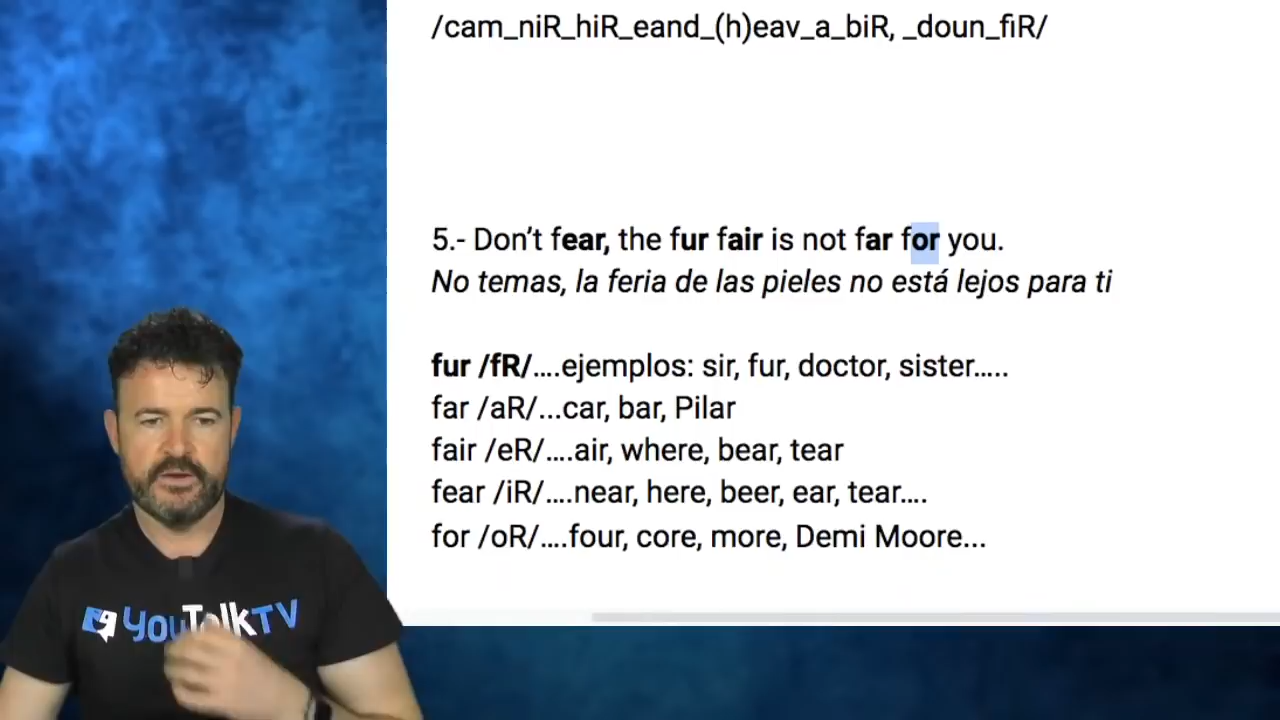 /cam_niR_hiR_eand_(h)eav_a_biR, _doun_fiR/
5.- Don’t fear, the fur fair is not far for you.
No temas, la feria de las pieles no está lejos para ti
fur /fR/….ejemplos: sir, fur, doctor, sister…..
far /aR/...car, bar, Pilar
fair /eR/….air, where, bear, tear
fear /iR/….near, here, beer, ear, tear….
for /oR/….four, core, more, Demi Moore...
YouTalkTV